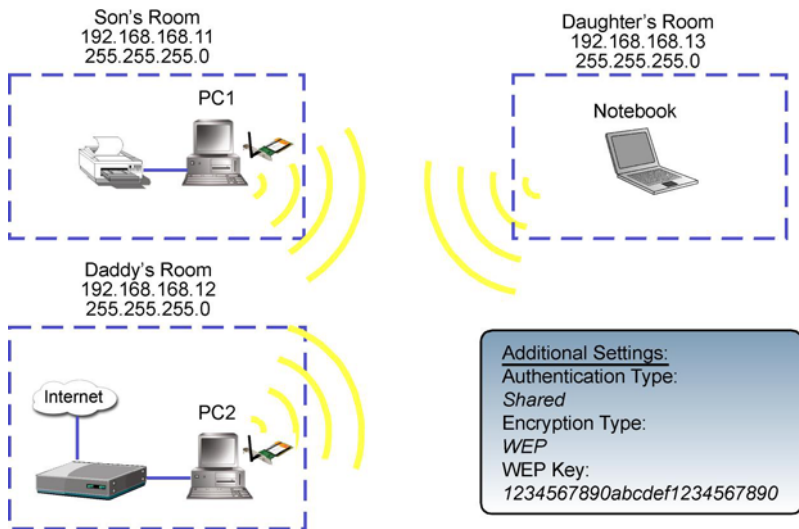 Son's Room
192.168.168.11
255.255.255.0
PC1
Daughter's Room
192.168.168.13
255.255.255.0
Notebook
Daddy's Room
192.168.168.12
255.255.255.0
Internet
PC2
Additional Settings:
Authentication Type:
Shared
Encryption Type:
WEP
WEP Key:
1234567890abcdef1234567890